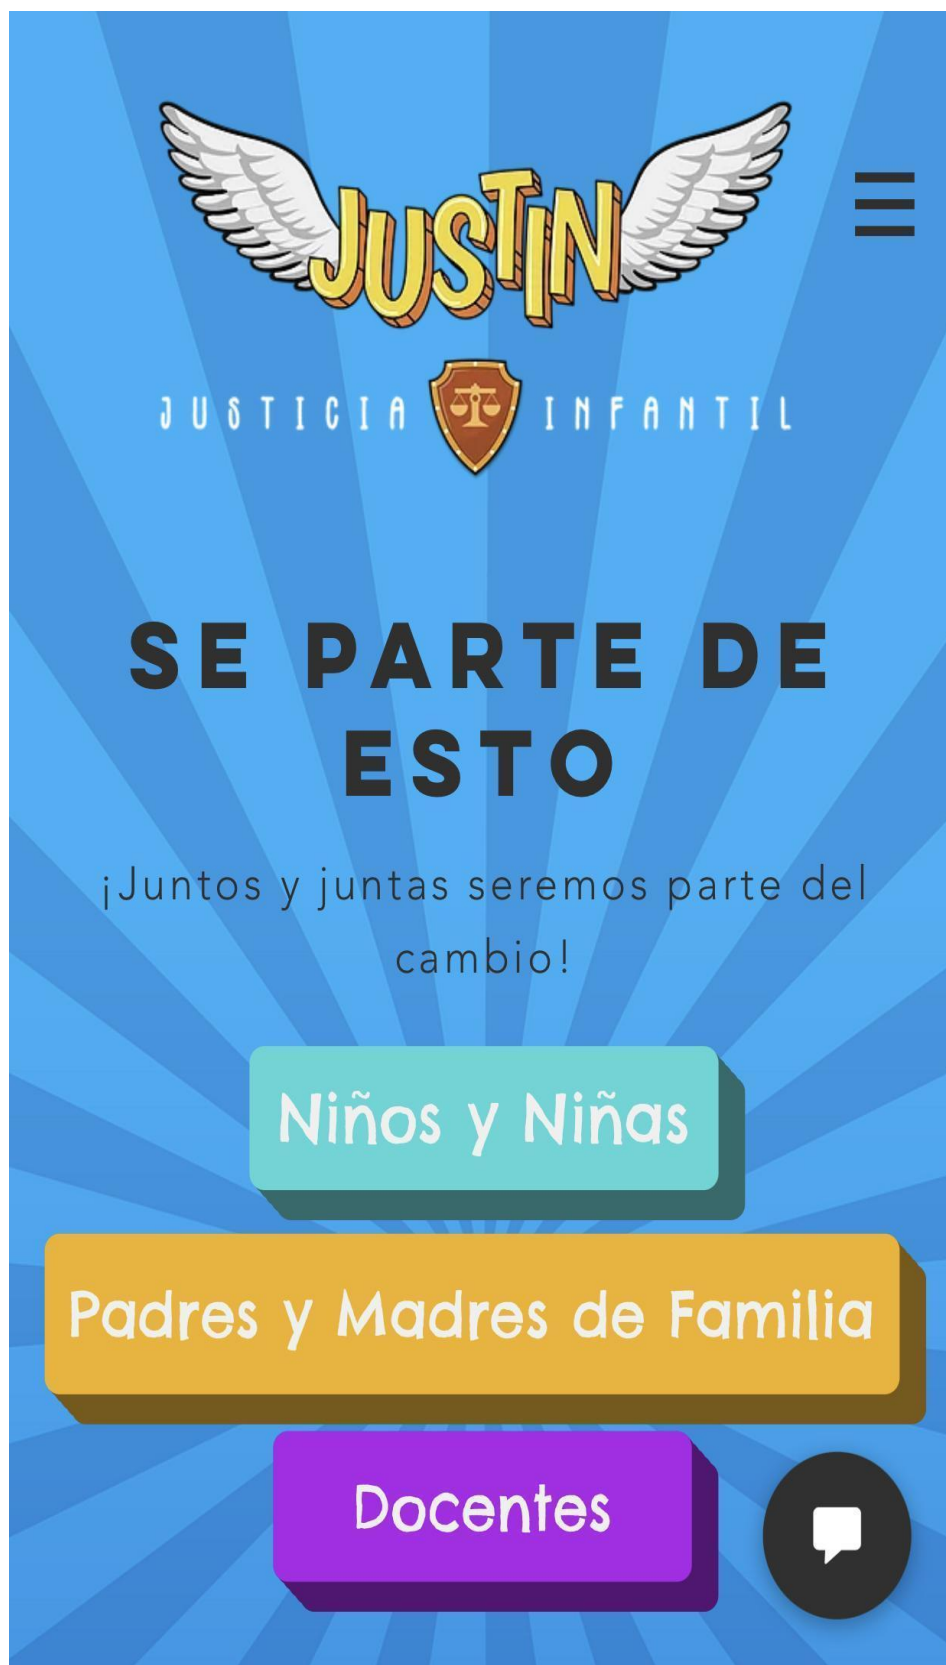 JUSTIN
JUSTICIA INFANTIL
SE PARTE DE
ESTO
¡Juntos y juntas seremos parte del
cambio!
Niños y Niñas
Padres y Madres de Familia
Docentes